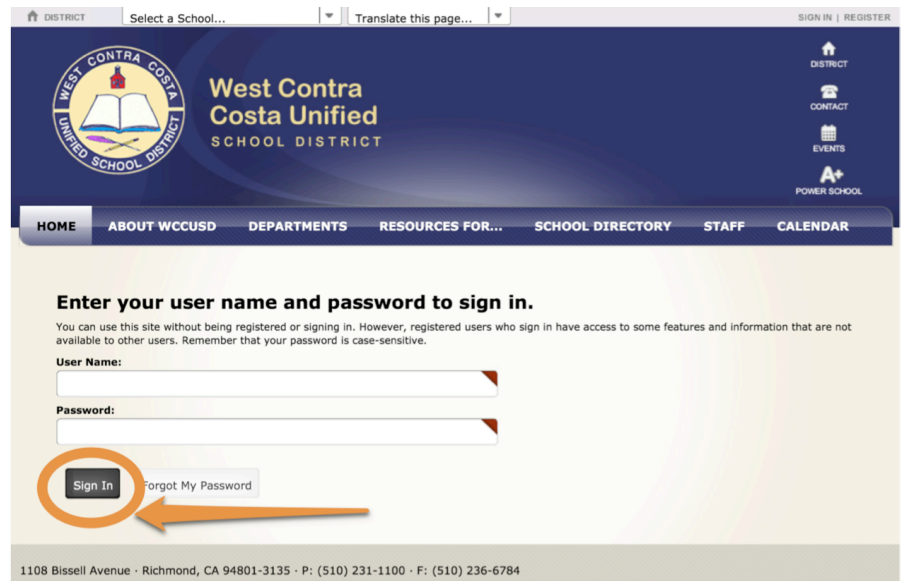 DISTRICT
Select a School...
Translate this page...
SIGN IN | REGISTER
WEST CONTRA COSTA
UNIFIED SCHOOL DISTRICT
West Contra
Costa Unified
SCHOOL DISTRICT
DISTRICT
CONTACT
EVENTS
A+
POWER SCHOOL
HOME ABOUT WCCUSD DEPARTMENTS RESOURCES FOR... SCHOOL DIRECTORY STAFF CALENDAR
Enter your user name and password to sign in.
You can use this site without being registered or signing in. However, registered users who sign in have access to some features and information that are not
available to other users. Remember that your password is case-sensitive.
User Name:
Password:
Sign In
Forgot My Password
1108 Bissell Avenue · Richmond, CA 94801-3135 · P: (510) 231-1100 · F: (510) 236-6784